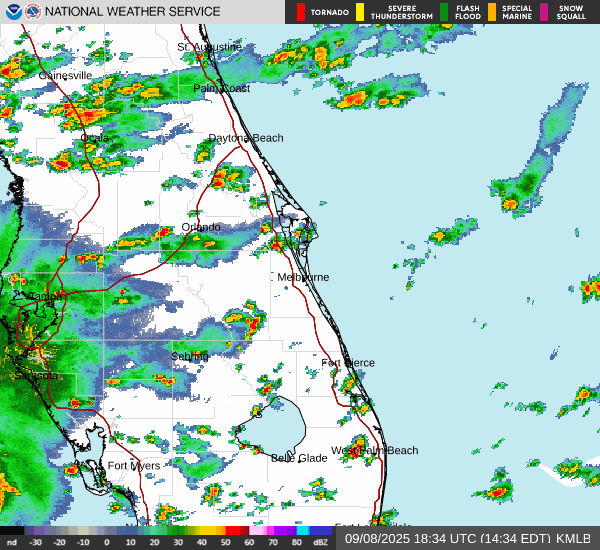 NATIONAL WEATHER SERVICE
TORNADO
SEVERE
THUNDERSTORM
FLASH
FLOOD
SPECIAL
MARINE
SNOW
SQUALL
St. Augustine
Gainesville
Palm Coast
Ocala
Daytona Beach
Orlando
Melbourne
Tampa
Sebring
Fort Pierce
Sarasota
West Palm Beach
Belle Glade
Fort Myers
nd -30 -20 -10 0 10 20 30 40 50 60 70 80 dBZ
09/08/2025 18:34 UTC (14:34 EDT) KMLB